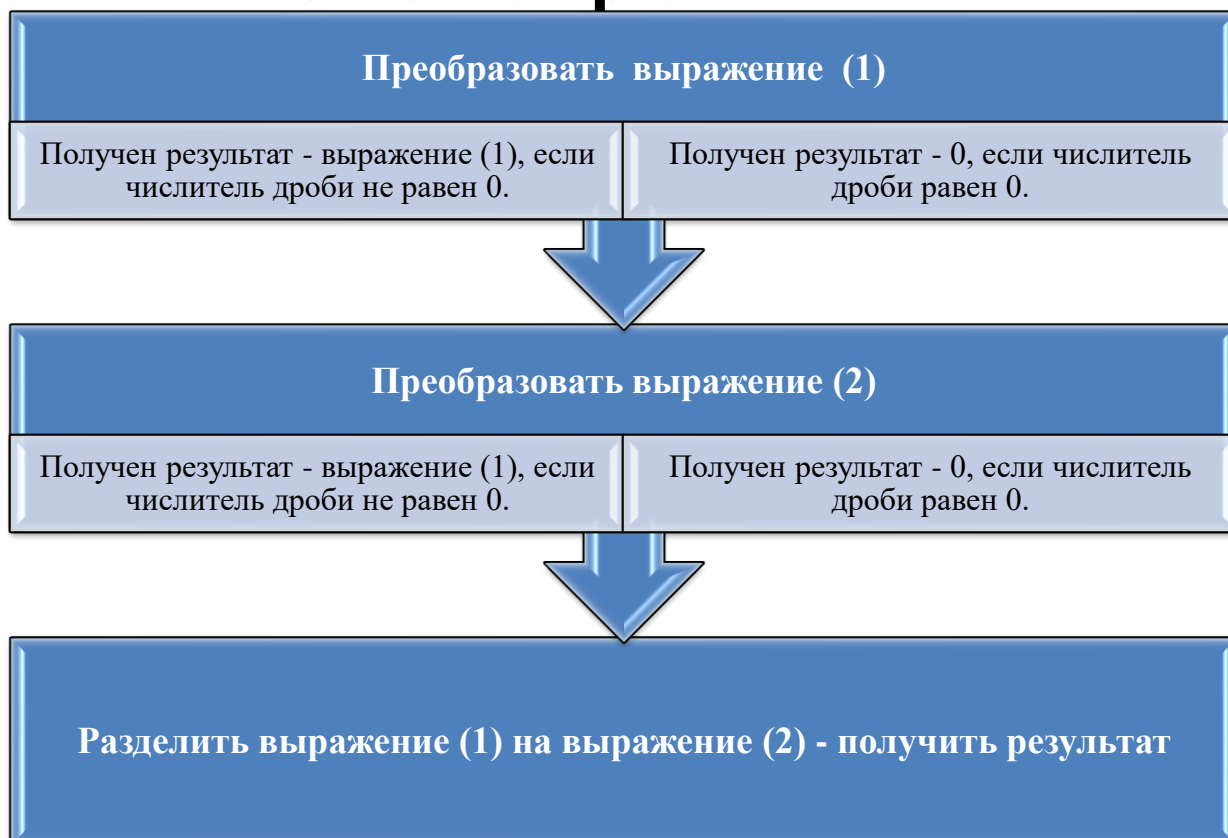 Преобразовать выражение (1)
Получен результат - выражение (1), если
числитель дроби не равен 0.
Получен результат - 0, если числитель
дроби равен 0.
Преобразовать выражение (2)
Получен результат - выражение (1), если
числитель дроби не равен 0.
Получен результат - 0, если числитель
дроби равен 0.
Разделить выражение (1) на выражение (2) - получить результат